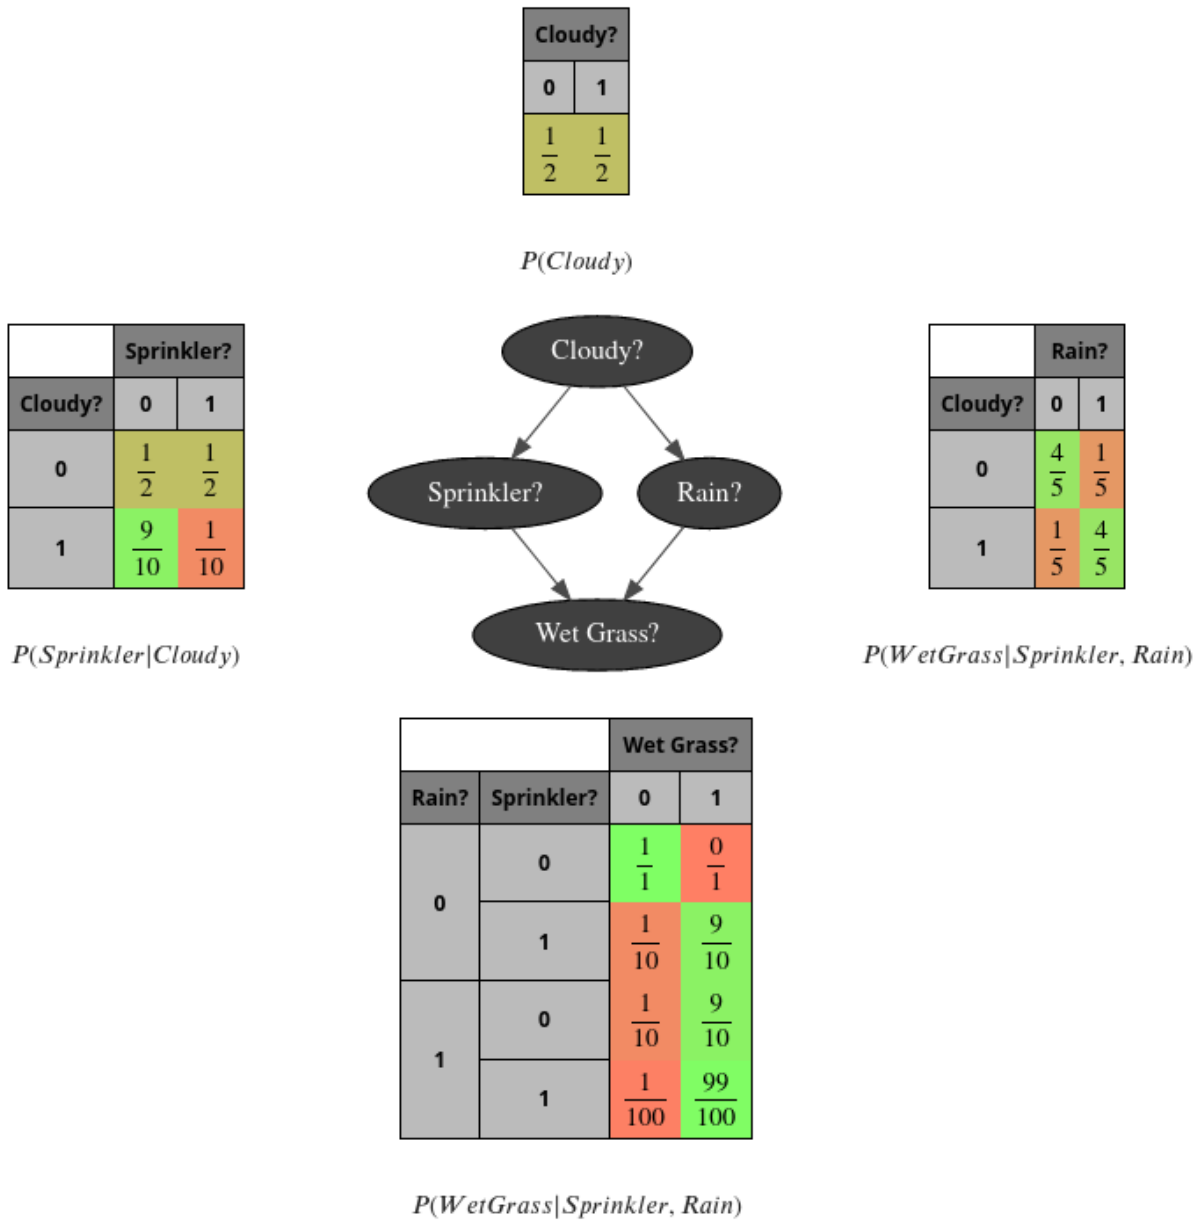 Cloudy?
0 1
1/2 1/2
P(Cloudy)
Sprinkler?
Cloudy? 0 1
0 1/2 1/2
1 9/10 1/10
P(Sprinkler|Cloudy)
Cloudy?
Sprinkler? Rain?
Wet Grass?
Rain?
Cloudy? 0 1
0 4/5 1/5
1 1/5 4/5
P(WetGrass|Sprinkler, Rain)
Wet Grass?
Rain? Sprinkler? 0 1
0 0 1/1 0/1
1 1/10 9/10
1 0 1/10 9/10
1 1/100 99/100
P(WetGrass|Sprinkler, Rain)